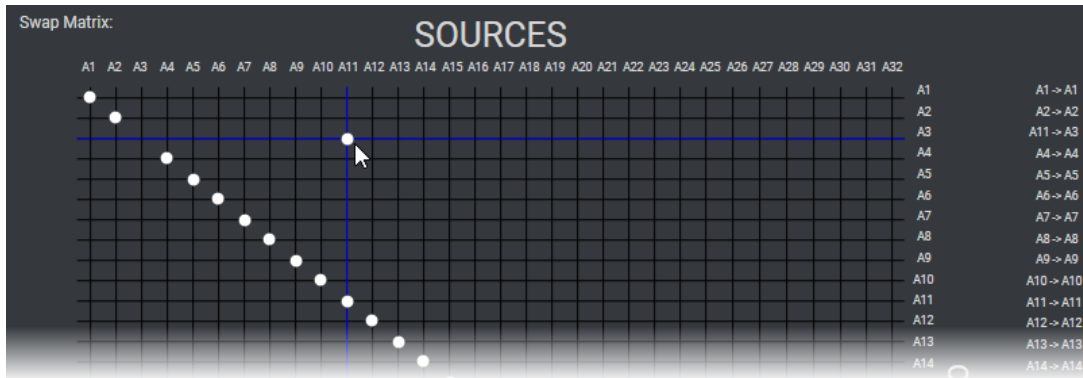 Swap Matrix:
SOURCES
A1 A2 A3 A4 A5 A6 A7 A8 A9 A10 A11 A12 A13 A14 A15 A16 A17 A18 A19 A20 A21 A22 A23 A24 A25 A26 A27 A28 A29 A30 A31 A32
A1 A1 -> A1
A2 A2 -> A2
A3 A11 -> A3
A4 A4 -> A4
A5 A5 -> A5
A6 A6 -> A6
A7 A7 -> A7
A8 A8 -> A8
A9 A9 -> A9
A10 A10 -> A10
A11 A11 -> A11
A12 A12 -> A12
A13 A13 -> A13
A14 A14 -> A14